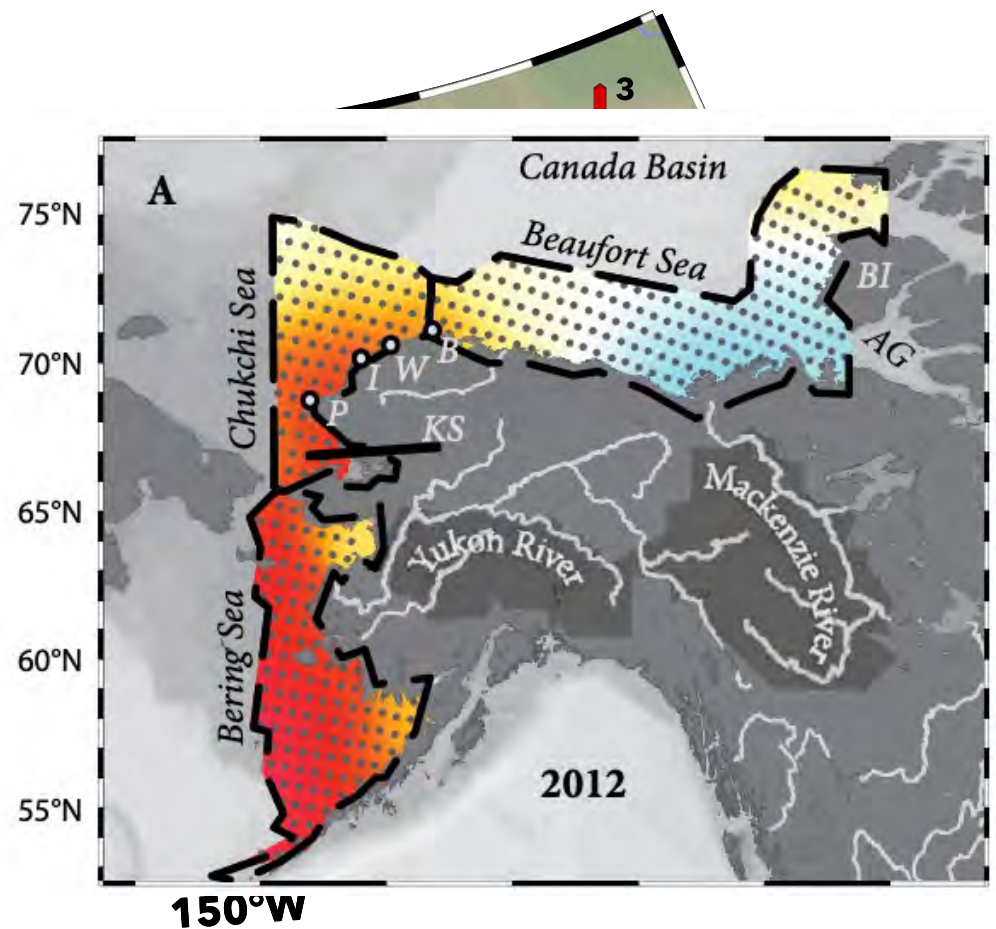 3
Canada Basin
A
75°N
Beaufort Sea
BI
Chukchi Sea
AG
70°N
B
W
I
P
KS
Mackenzie River
65°N
Yukon River
Bering Sea
60°N
2012
55°N
150°W